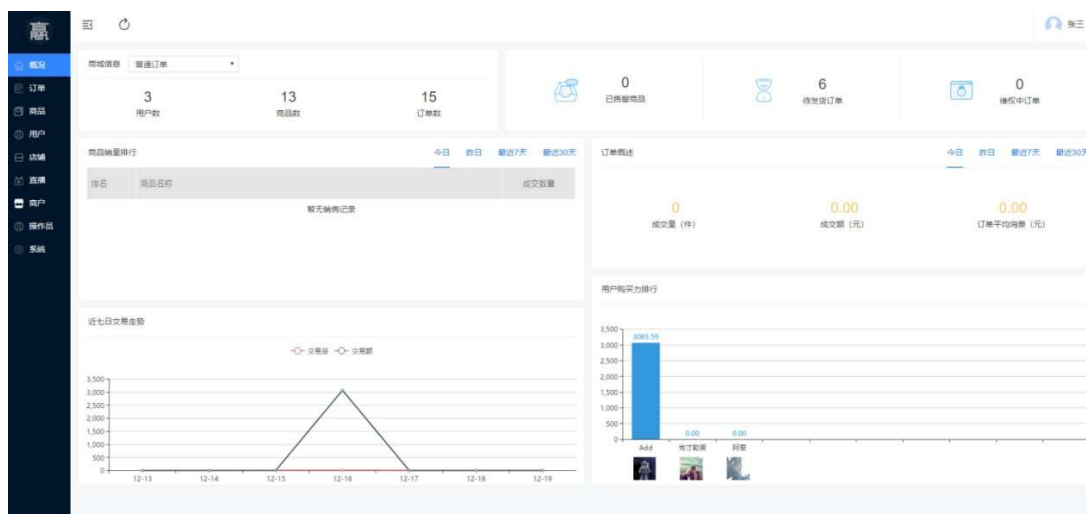 赢
张三
概况
订单
商品
用户
店铺
直播
商户
操作员
系统
商城信息 普通订单
3 13 15
用户数 商品数 订单数
0 6 0
已售罄商品 待发货订单 维权中订单
商品销量排行 今日 昨日 最近7天 最近30天
排名 商品名称 成交数量
暂无销售记录
订单概述 今日 昨日 最近7天 最近30天
0 0.00 0.00
成交量（件） 成交额（元） 订单平均消费（元）
近七日交易走势
交易量 交易额
3,500
3,000
2,500
2,000
1,500
1,000
500
0
12-13 12-14 12-15 12-16 12-17 12-18 12-19
用户购买力排行
3,500
3,000
2,500
2,000
1,500
1,000
500
0
3065.59 0.00 0.00
Add 秀才能